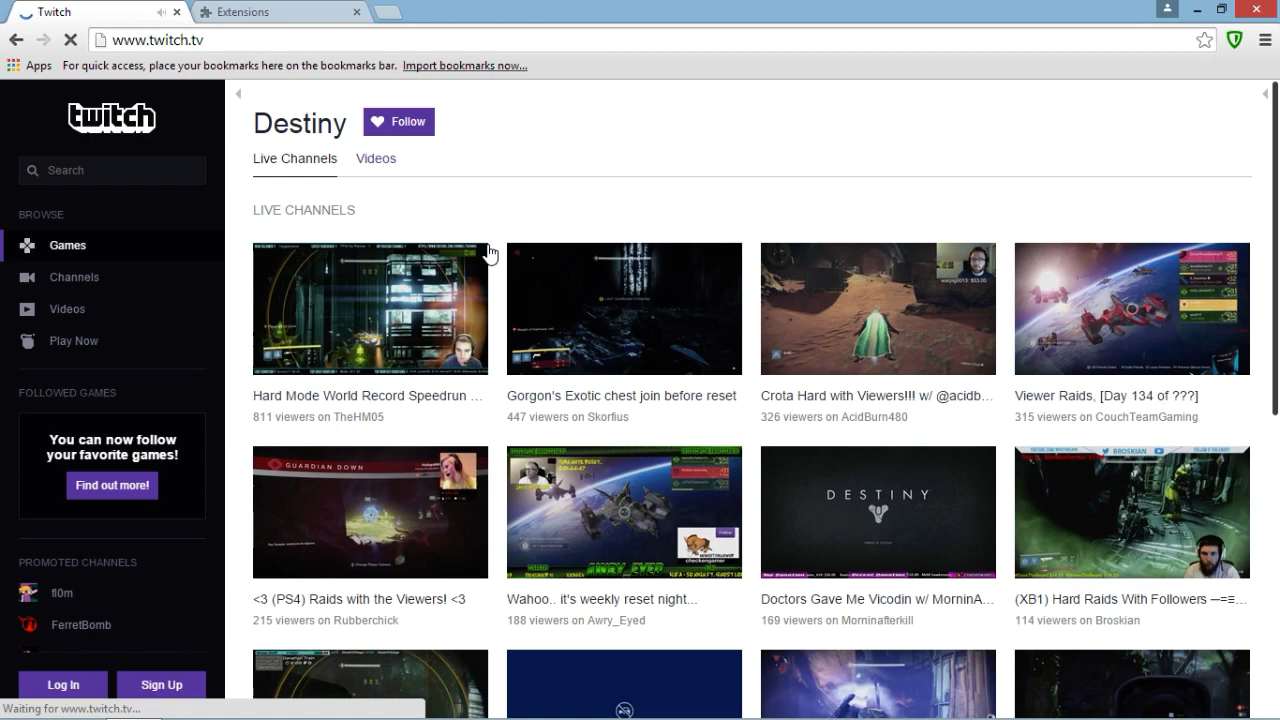 Twitch
Extensions
www.twitch.tv
Apps For quick access, place your bookmarks here on the bookmarks bar. Import bookmarks now...
twitch
Search
BROWSE
Games
Channels
Videos
Play Now
FOLLOWED GAMES
You can now follow
your favorite games!
Find out more!
PROMOTED CHANNELS
fl0m
FerretBomb
Log In
Sign Up
Waiting for www.twitch.tv...
Destiny
Follow
Live Channels Videos
LIVE CHANNELS
Hard Mode World Record Speedrun ...
811 viewers on TheHM05
Gorgon's Exotic chest join before reset
447 viewers on Skorfius
Crota Hard with Viewers!!! w/ @acidb...
326 viewers on AcidBurn480
Viewer Raids, [Day 134 of ???]
315 viewers on CouchTeamGaming
GUARDIAN DOWN
<3 (PS4) Raids with the Viewers! <3
215 viewers on Rubberchick
AWRY_EYED
Wahoo.. it's weekly reset night...
188 viewers on Awry_Eyed
DESTINY
Doctors Gave Me Vicodin w/ MorninA...
169 viewers on Morninafterkill
BROSKIAN
(XB1) Hard Raids With Followers ─=≡...
114 viewers on Broskian